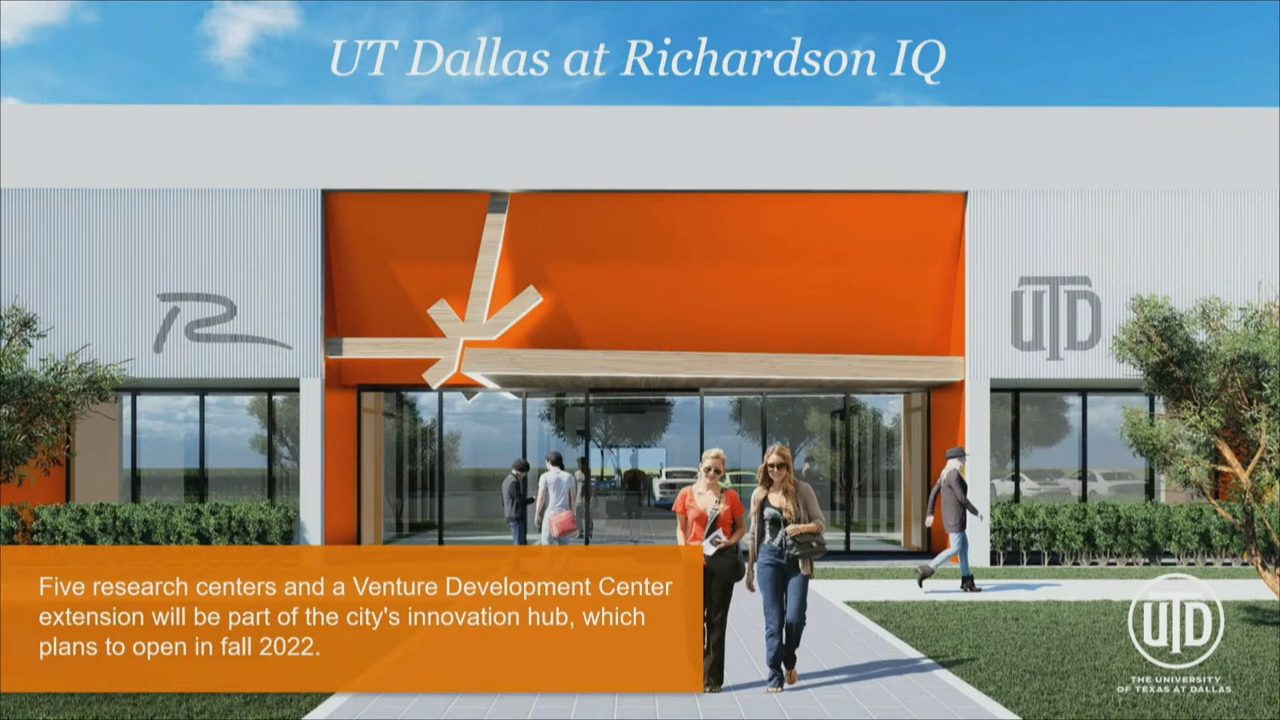 UT Dallas at Richardson IQ
R
UTD
Five research centers and a Venture Development Center
extension will be part of the city's innovation hub, which
plans to open in fall 2022.
UTD
THE UNIVERSITY
OF TEXAS AT DALLAS